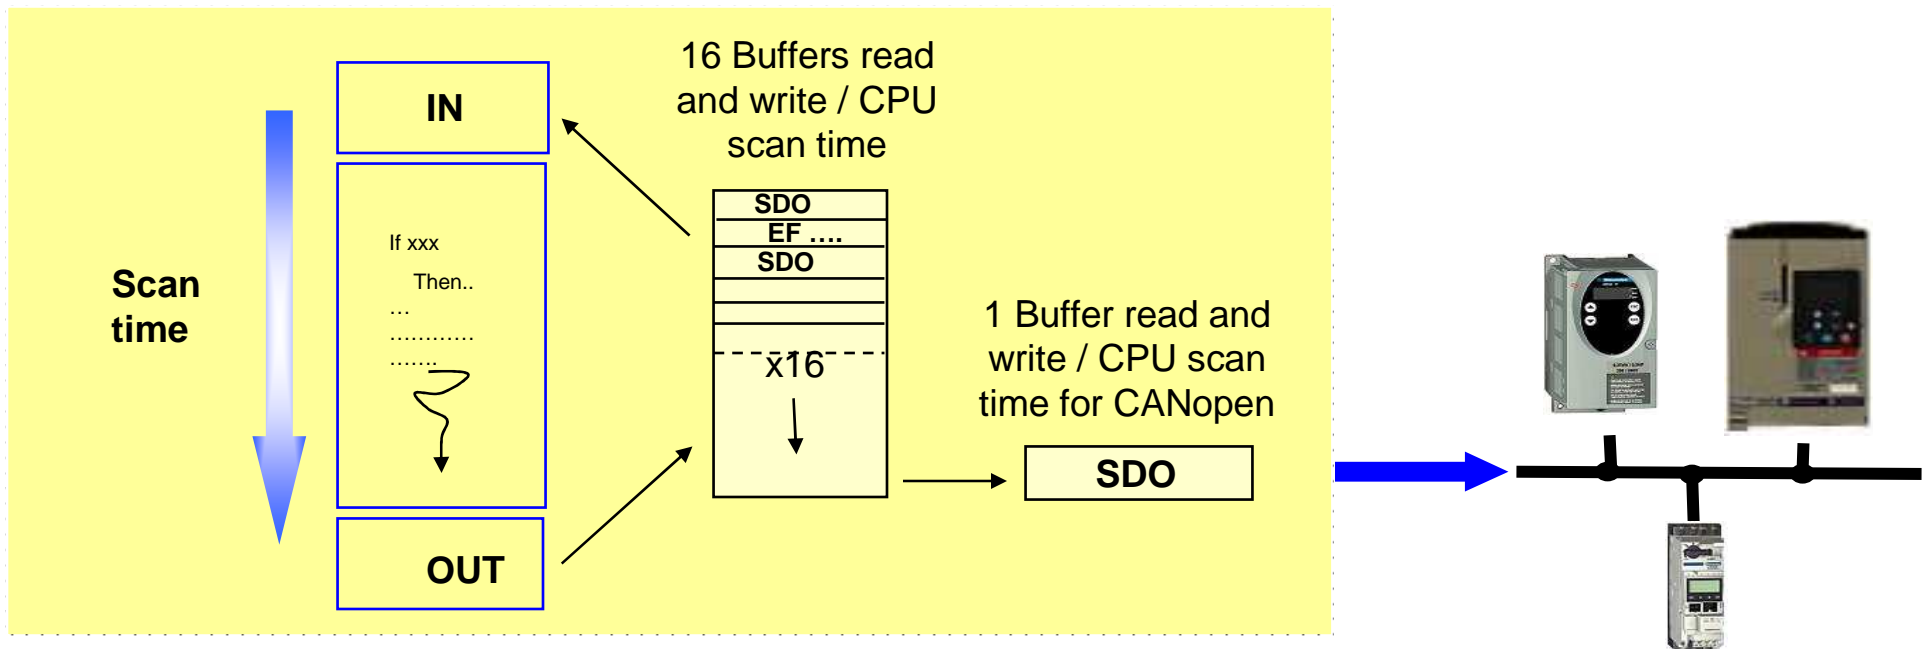 16 Buffers read
and write / CPU
scan time
IN
If xxx
Then..
...
............
.......
Scan
time
OUT
SDO
EF ....
SDO
x16
1 Buffer read and
write / CPU scan
time for CANopen
SDO